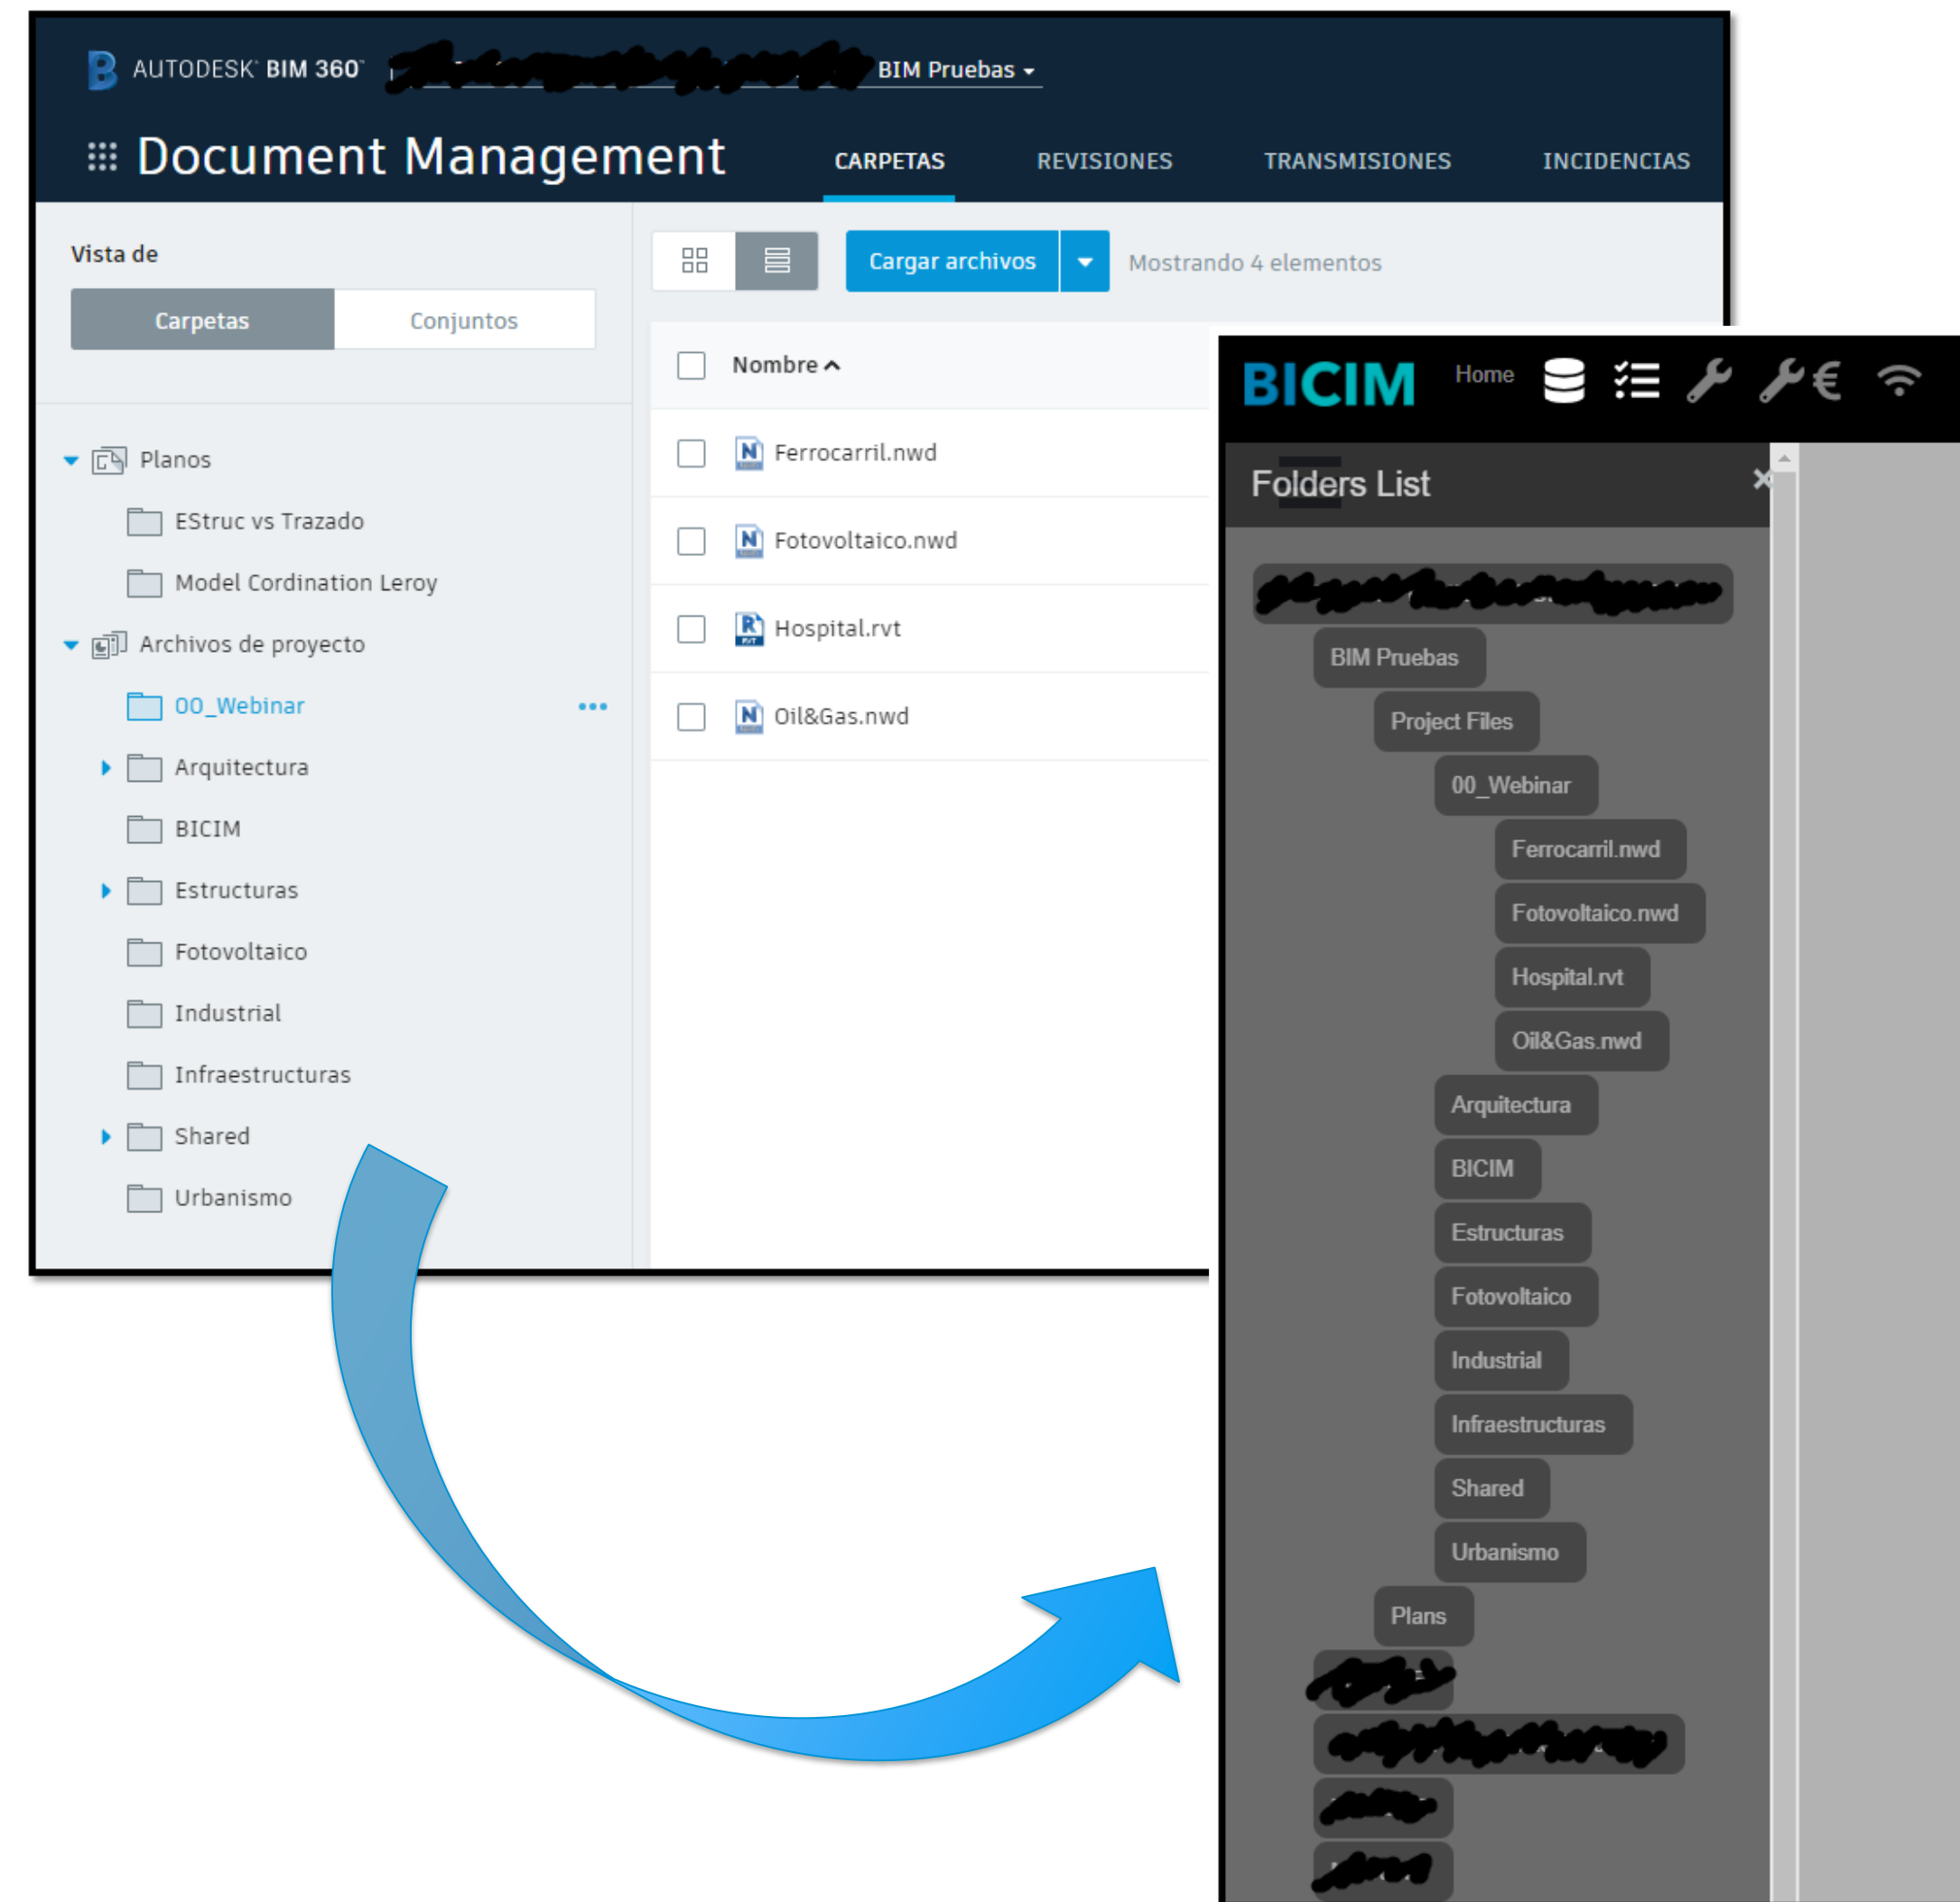 AUTODESK® BIM 360™ BIM Pruebas
Document Management
CARPETAS REVISIONES TRANSMISIONES INCIDENCIAS
Vista de
Carpetas Conjuntos
Planos
EStruc vs Trazado
Model Cordination Leroy
Archivos de proyecto
00_Webinar
Arquitectura
BICIM
Estructuras
Fotovoltaico
Industrial
Infraestructuras
Shared
Urbanismo
Cargar archivos Mostrando 4 elementos
Nombre
Ferrocarril.nwd
Fotovoltaico.nwd
Hospital.rvt
Oil&Gas.nwd
BICIM Home €
Folders List
BIM Pruebas
Project Files
00_Webinar
Ferrocarril.nwd
Fotovoltaico.nwd
Hospital.rvt
Oil&Gas.nwd
Arquitectura
BICIM
Estructuras
Fotovoltaico
Industrial
Infraestructuras
Shared
Urbanismo
Plans